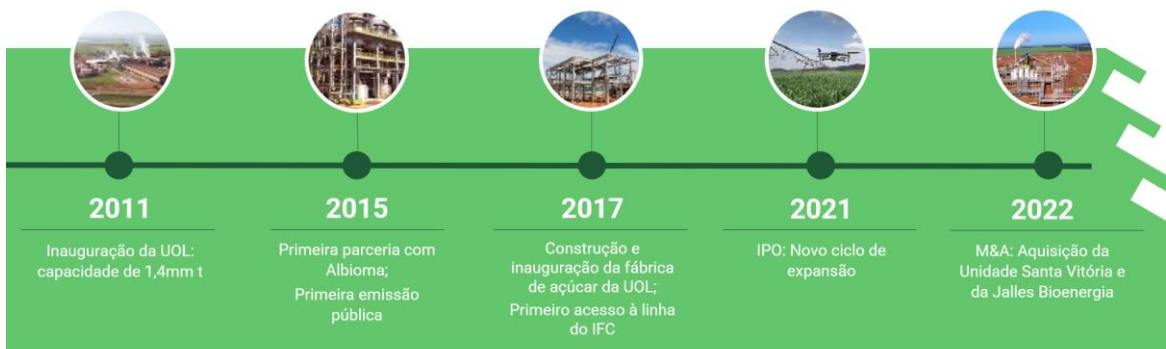 2011
Inauguração da UOL:
capacidade de 1,4mm t
2015
Primeira parceria com
Albioma;
Primeira emissão
pública
2017
Construção e
inauguração da fábrica
de açúcar da UOL;
Primeiro acesso à linha
do IFC
2021
IPO: Novo ciclo de
expansão
2022
M&A: Aquisição da
Unidade Santa Vitória e
da Jalles Bioenergia